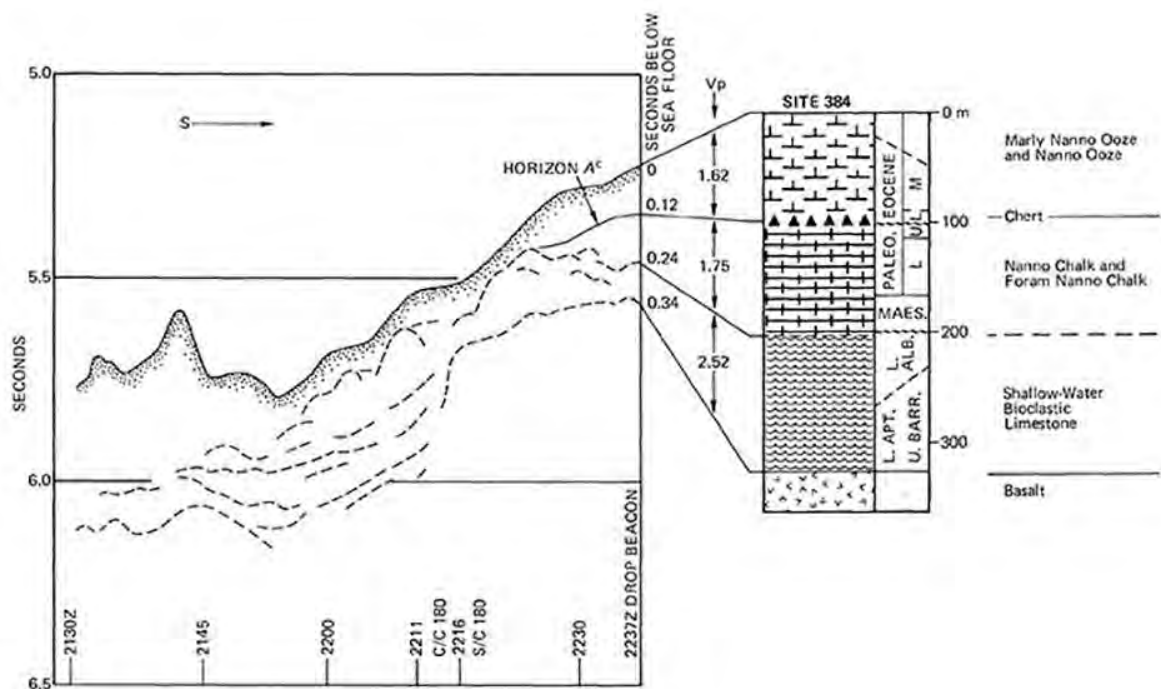 5.0
5.5
6.0
6.5
SECONDS
S
HORIZON Aᶜ
2130Z
2145
2200
2211
C/C 180
2216
S/C 180
2230
2237Z DROP BEACON
SECONDS BELOW
SEA FLOOR
0
0.12
0.24
0.34
Vp
1.62
1.75
2.52
SITE 384
EOCENE
M
L
PALEO.
U
L
MAES.
L. ALB.
L. APT.
U. BARR.
0 m
100
200
300
Marly Nanno Ooze
and Nanno Ooze
Chert
Nanno Chalk and
Foram Nanno Chalk
Shallow-Water
Bioclastic
Limestone
Basalt